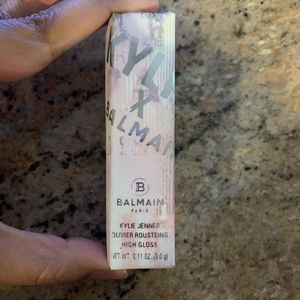 KYLIE
X
BALMAIN
B
BALMAIN
PARIS
KYLIE JENNER
OLIVIER ROUSTEING
HIGH GLOSS
NET WT. 0.11 OZ. (3.0 g)